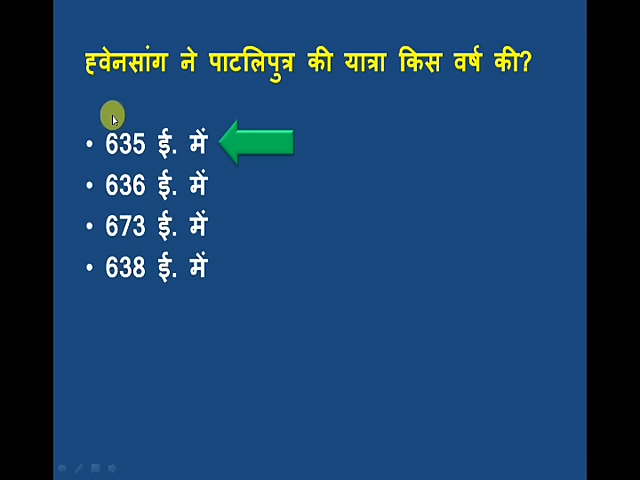 ह्वेनसांग ने पाटलिपुत्र की यात्रा किस वर्ष की?
• 635 ई. में
• 636 ई. में
• 673 ई. में
• 638 ई. में